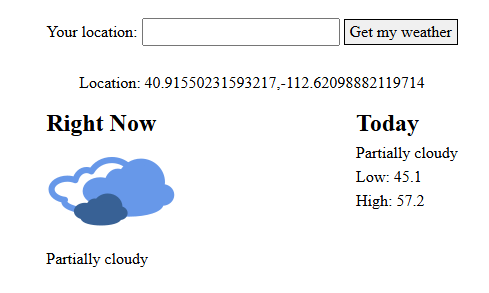 Your location: Get my weather
Location: 40.91550231593217,-112.62098882119714
Right Now
Partially cloudy
Today
Partially cloudy
Low: 45.1
High: 57.2